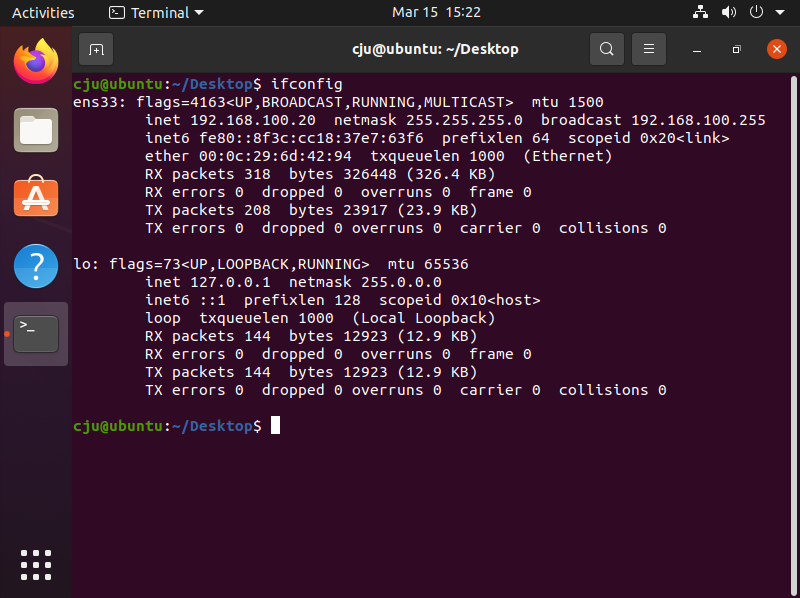 Activities Terminal Mar 15 15:22
cju@ubuntu: ~/Desktop
cju@ubuntu:~/Desktop$ ifconfig
ens33: flags=4163<UP,BROADCAST,RUNNING,MULTICAST>  mtu 1500
        inet 192.168.100.20  netmask 255.255.255.0  broadcast 192.168.100.255
        inet6 fe80::8f3c:cc18:37e7:63f6  prefixlen 64  scopeid 0x20<link>
        ether 00:0c:29:6d:42:94  txqueuelen 1000  (Ethernet)
        RX packets 318  bytes 326448 (326.4 KB)
        RX errors 0  dropped 0  overruns 0  frame 0
        TX packets 208  bytes 23917 (23.9 KB)
        TX errors 0  dropped 0 overruns 0  carrier 0  collisions 0

lo: flags=73<UP,LOOPBACK,RUNNING>  mtu 65536
        inet 127.0.0.1  netmask 255.0.0.0
        inet6 ::1  prefixlen 128  scopeid 0x10<host>
        loop  txqueuelen 1000  (Local Loopback)
        RX packets 144  bytes 12923 (12.9 KB)
        RX errors 0  dropped 0  overruns 0  frame 0
        TX packets 144  bytes 12923 (12.9 KB)
        TX errors 0  dropped 0 overruns 0  carrier 0  collisions 0

cju@ubuntu:~/Desktop$